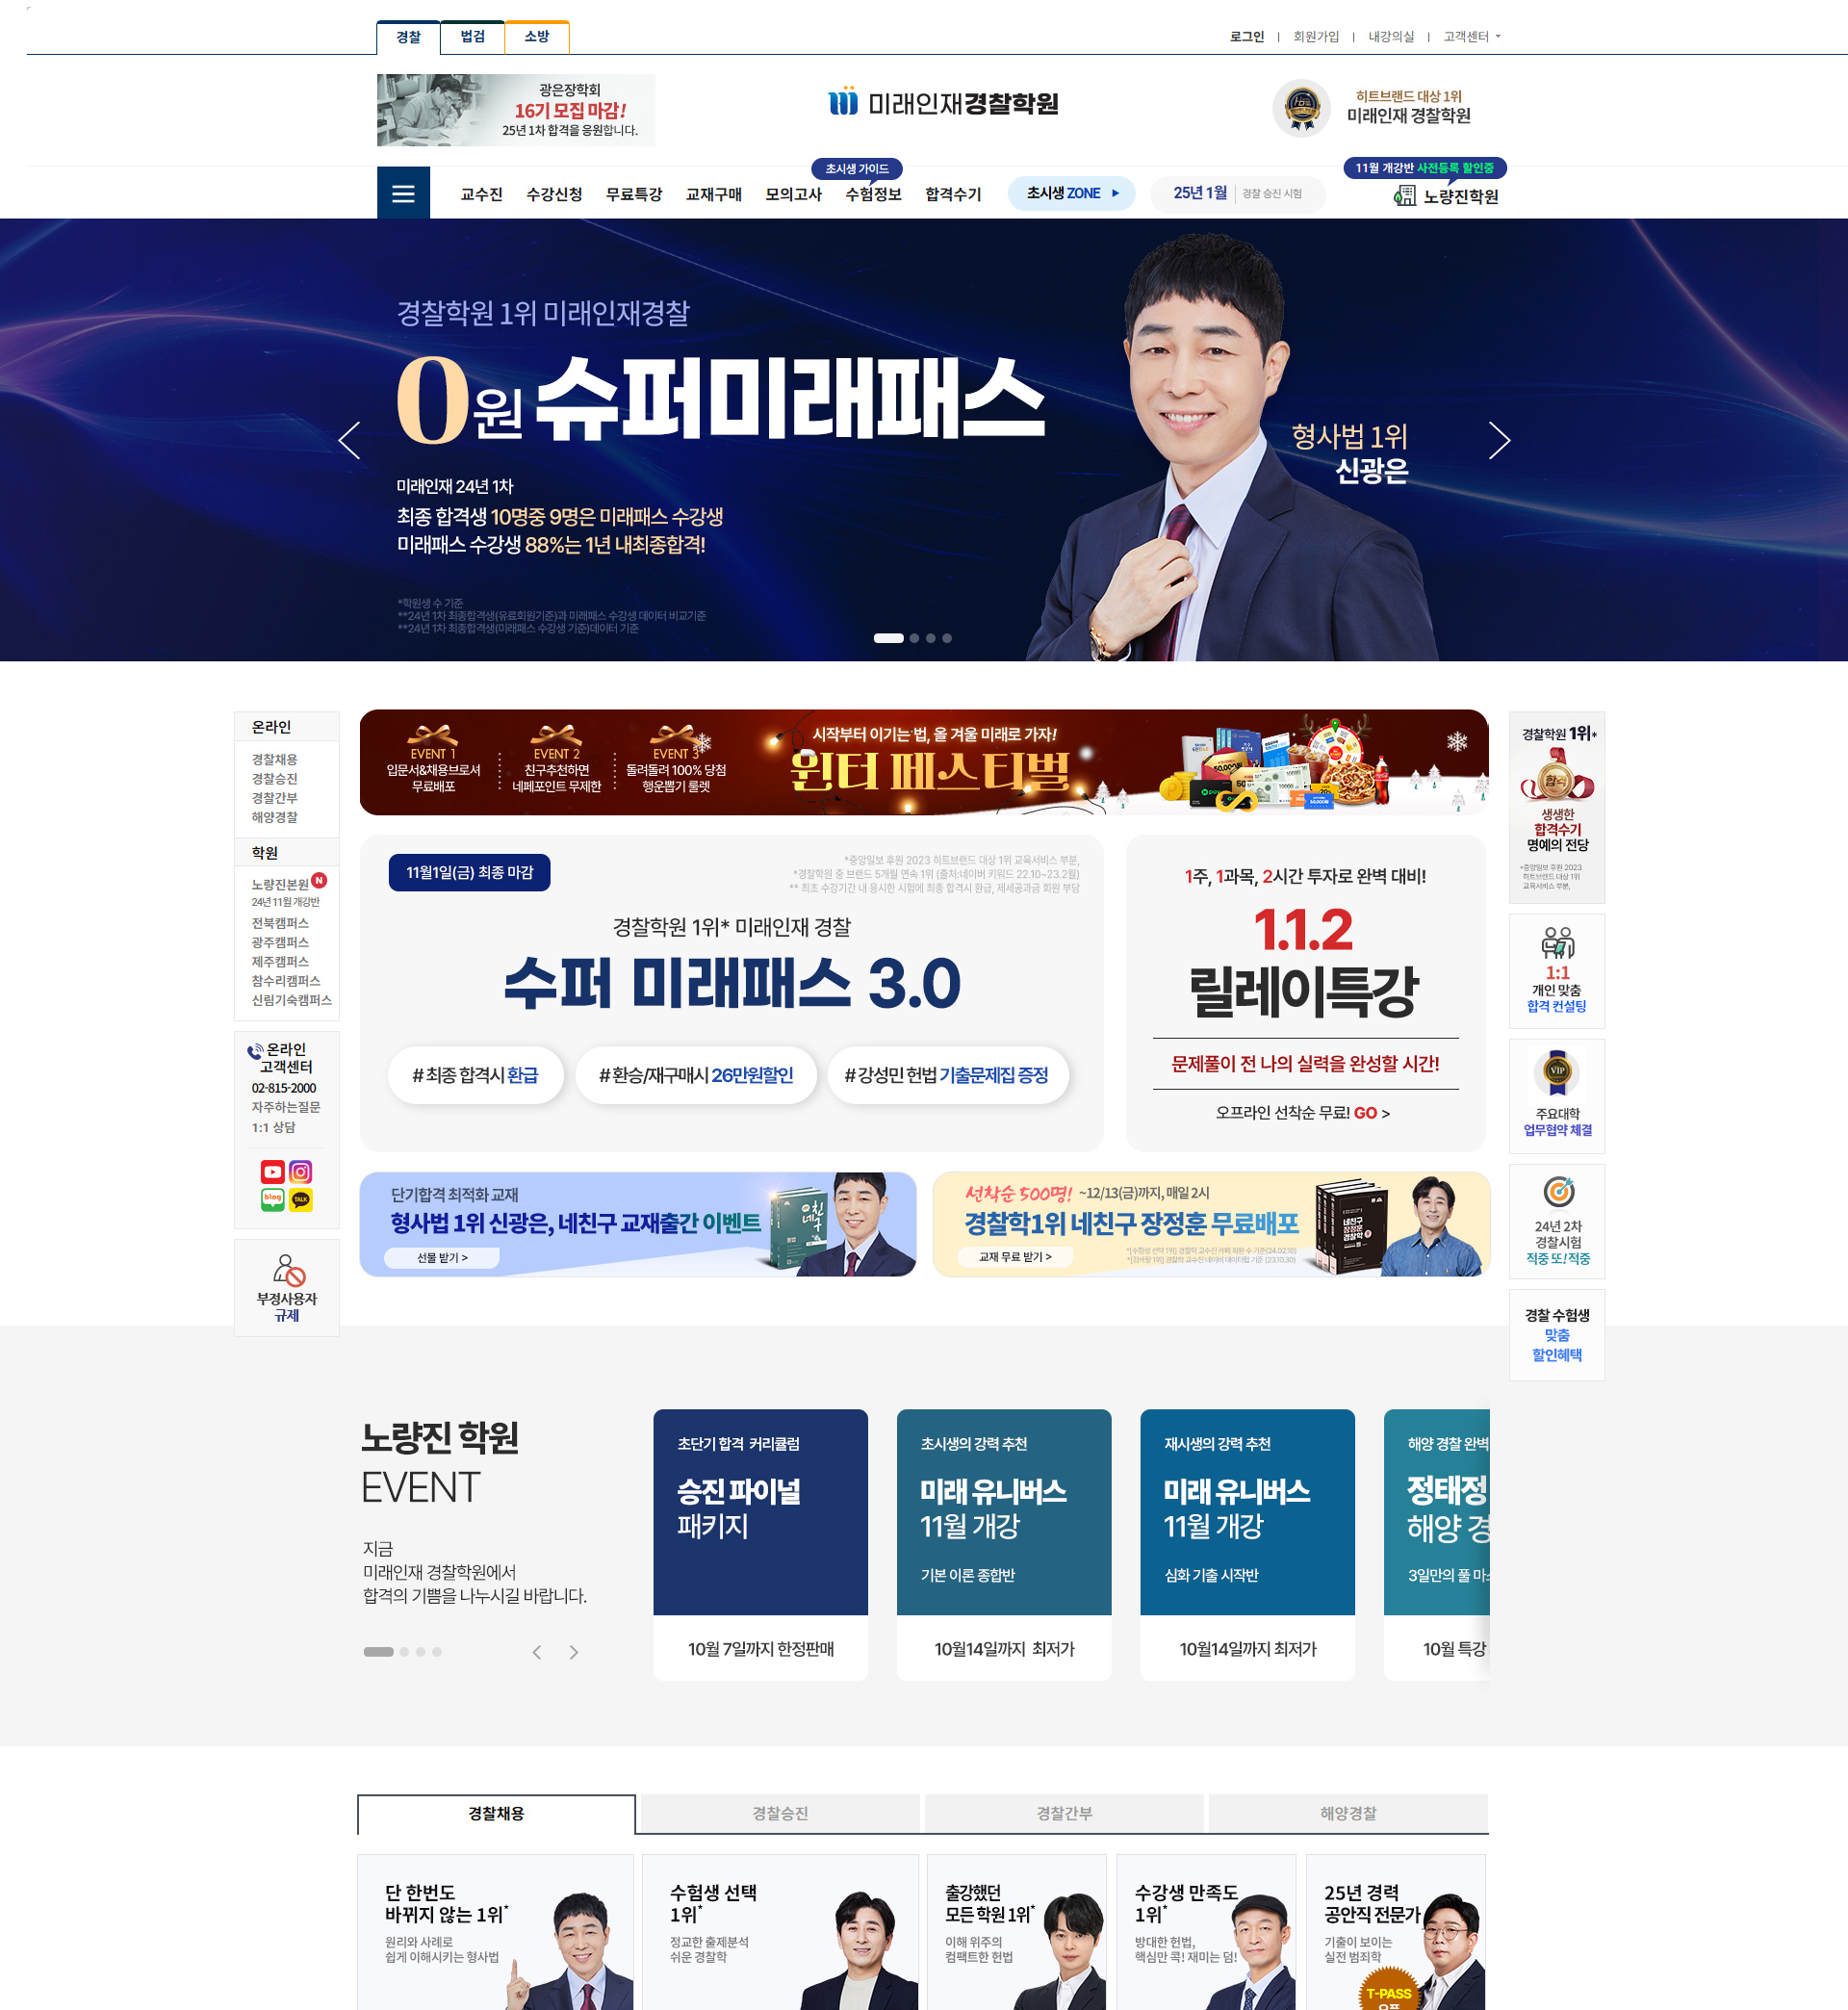 경찰
법검
소방
로그인
회원가입
내강의실
고객센터
광은장학회
16기 모집 마감!
25년 1차 합격을 응원합니다.
미래인재경찰학원
히트브랜드 대상 1위
미래인재 경찰학원
초시생 가이드
11월 개강반 사전등록 할인중
교수진
수강신청
무료특강
교재구매
모의고사
수험정보
합격수기
초시생 ZONE
25년 1월
경찰 승진 시험
노량진학원
경찰학원 1위 미래인재경찰
0원 슈퍼미래패스
형사법 1위
신광은
미래인재 24년 1차
최종 합격생 10명중 9명은 미래패스 수강생
미래패스 수강생 88%는 1년 내최종합격!
*학원생 수 기준
**24년 1차 최종합격생(유료회원기준)과 미래패스 수강생 데이터 비교기준
**24년 1차 최종합격생(미래패스 수강생 기준)데이터 기준
온라인
경찰채용
경찰승진
경찰간부
해양경찰
학원
노량진본원 N
24년 11월 개강반
전북캠퍼스
광주캠퍼스
제주캠퍼스
참수리캠퍼스
신림기숙캠퍼스
온라인
고객센터
02-815-2000
자주하는질문
1:1 상담
blog
TALK
부정사용자
규제
EVENT 1
입문서&채용브로셔
무료배포
EVENT 2
친구추천하면
네페포인트 무제한
EVENT 3
돌려돌려 100% 당첨
행운뽑기 룰렛
시작부터 이기는 법, 올 겨울 미래로 가자!
윈터 페스티벌
11월1일(금) 최종 마감
*중앙일보 후원 2023 히트브랜드 대상 1위 교육서비스 부분,
*경찰학원 중 브랜드 5개월 연속 1위 (출처:네이버 키워드 22.10~23.2월)
** 최초 수강기간 내 응시한 시험에 최종 합격시 환급, 제세공과금 회원 부담
경찰학원 1위* 미래인재 경찰
수퍼 미래패스 3.0
# 최종 합격시 환급
# 환승/재구매시 26만원할인
# 강성민 헌법 기출문제집 증정
1주, 1과목, 2시간 투자로 완벽 대비!
1.1.2
릴레이특강
문제풀이 전 나의 실력을 완성할 시간!
오프라인 선착순 무료! GO >
단기합격 최적화 교재
형사법 1위 신광은, 네친구 교재출간 이벤트
선물 받기 >
선착순 500명! ~12/13(금)까지, 매일 2시
경찰학1위 네친구 장정훈 무료배포
교재 무료 받기 >
네친구
장정훈
경찰학
경찰학원 1위*
합격
생생한
합격수기
명예의 전당
*중앙일보 후원 2023
히트브랜드 대상 1위
교육서비스 부분,
1:1
개인 맞춤
합격 컨설팅
VIP
주요대학
업무협약 체결
24년 2차
경찰시험
적중 또!적중
경찰 수험생
맞춤
할인혜택
노량진 학원
EVENT
지금
미래인재 경찰학원에서
합격의 기쁨을 나누시길 바랍니다.
초단기 합격 커리큘럼
승진 파이널
패키지
10월 7일까지 한정판매
초시생의 강력 추천
미래 유니버스
11월 개강
기본 이론 종합반
10월14일까지 최저가
재시생의 강력 추천
미래 유니버스
11월 개강
심화 기출 시작반
10월14일까지 최저가
해양 경찰 완벽
정태정
해양 경
3일만의 풀 마스
10월 특강
경찰채용
경찰승진
경찰간부
해양경찰
단 한번도
바뀌지 않는 1위*
원리와 사례로
쉽게 이해시키는 형사법
수험생 선택
1위*
정교한 출제분석
쉬운 경찰학
출강했던
모든 학원 1위*
이해 위주의
컴팩트한 헌법
수강생 만족도
1위*
방대한 헌법,
핵심만 콕! 재미는 덤!
25년 경력
공안직 전문가
기출이 보이는
실전 범죄학
T-PASS
오픈